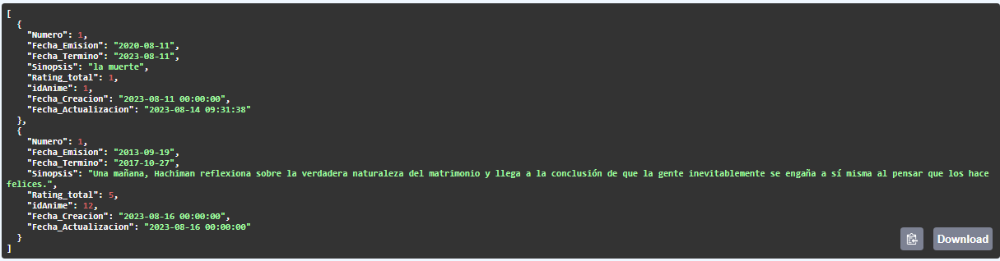 [
  {
    "Numero": 1,
    "Fecha_Emision": "2020-08-11",
    "Fecha_Termino": "2023-08-11",
    "Sinopsis": "la muerte",
    "Rating_total": 1,
    "idAnime": 1,
    "Fecha_Creacion": "2023-08-11 00:00:00",
    "Fecha_Actualizacion": "2023-08-14 09:31:38"
  },
  {
    "Numero": 1,
    "Fecha_Emision": "2013-09-19",
    "Fecha_Termino": "2017-10-27",
    "Sinopsis": "Una mañana, Hachiman reflexiona sobre la verdadera naturaleza del matrimonio y llega a la conclusión de que la gente inevitablemente se engaña a sí misma al pensar que los hace
felices.",
    "Rating_total": 5,
    "idAnime": 12,
    "Fecha_Creacion": "2023-08-16 00:00:00",
    "Fecha_Actualizacion": "2023-08-16 00:00:00"
  }
]
Download